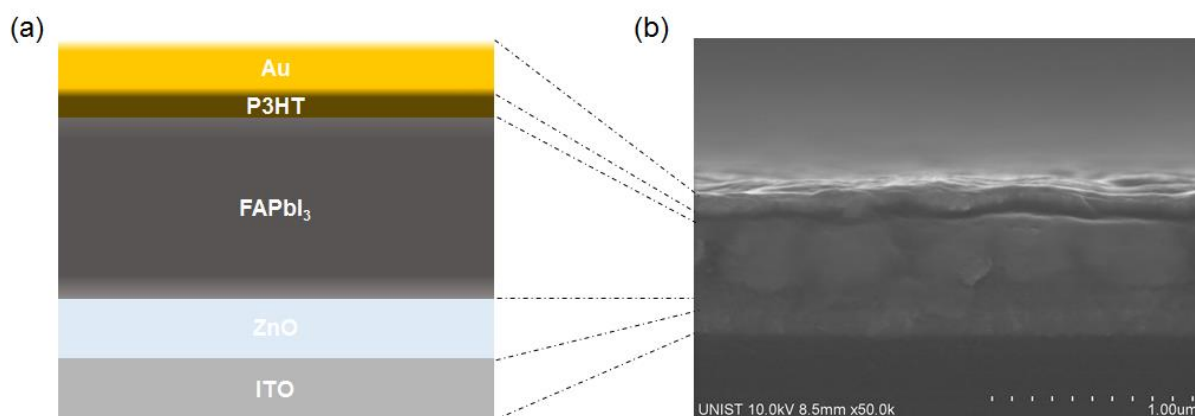 (a)
(b)
Au
P3HT
FAPbI₃
ZnO
ITO
UNIST 10.0kV 8.5mm x50.0k 1.00um